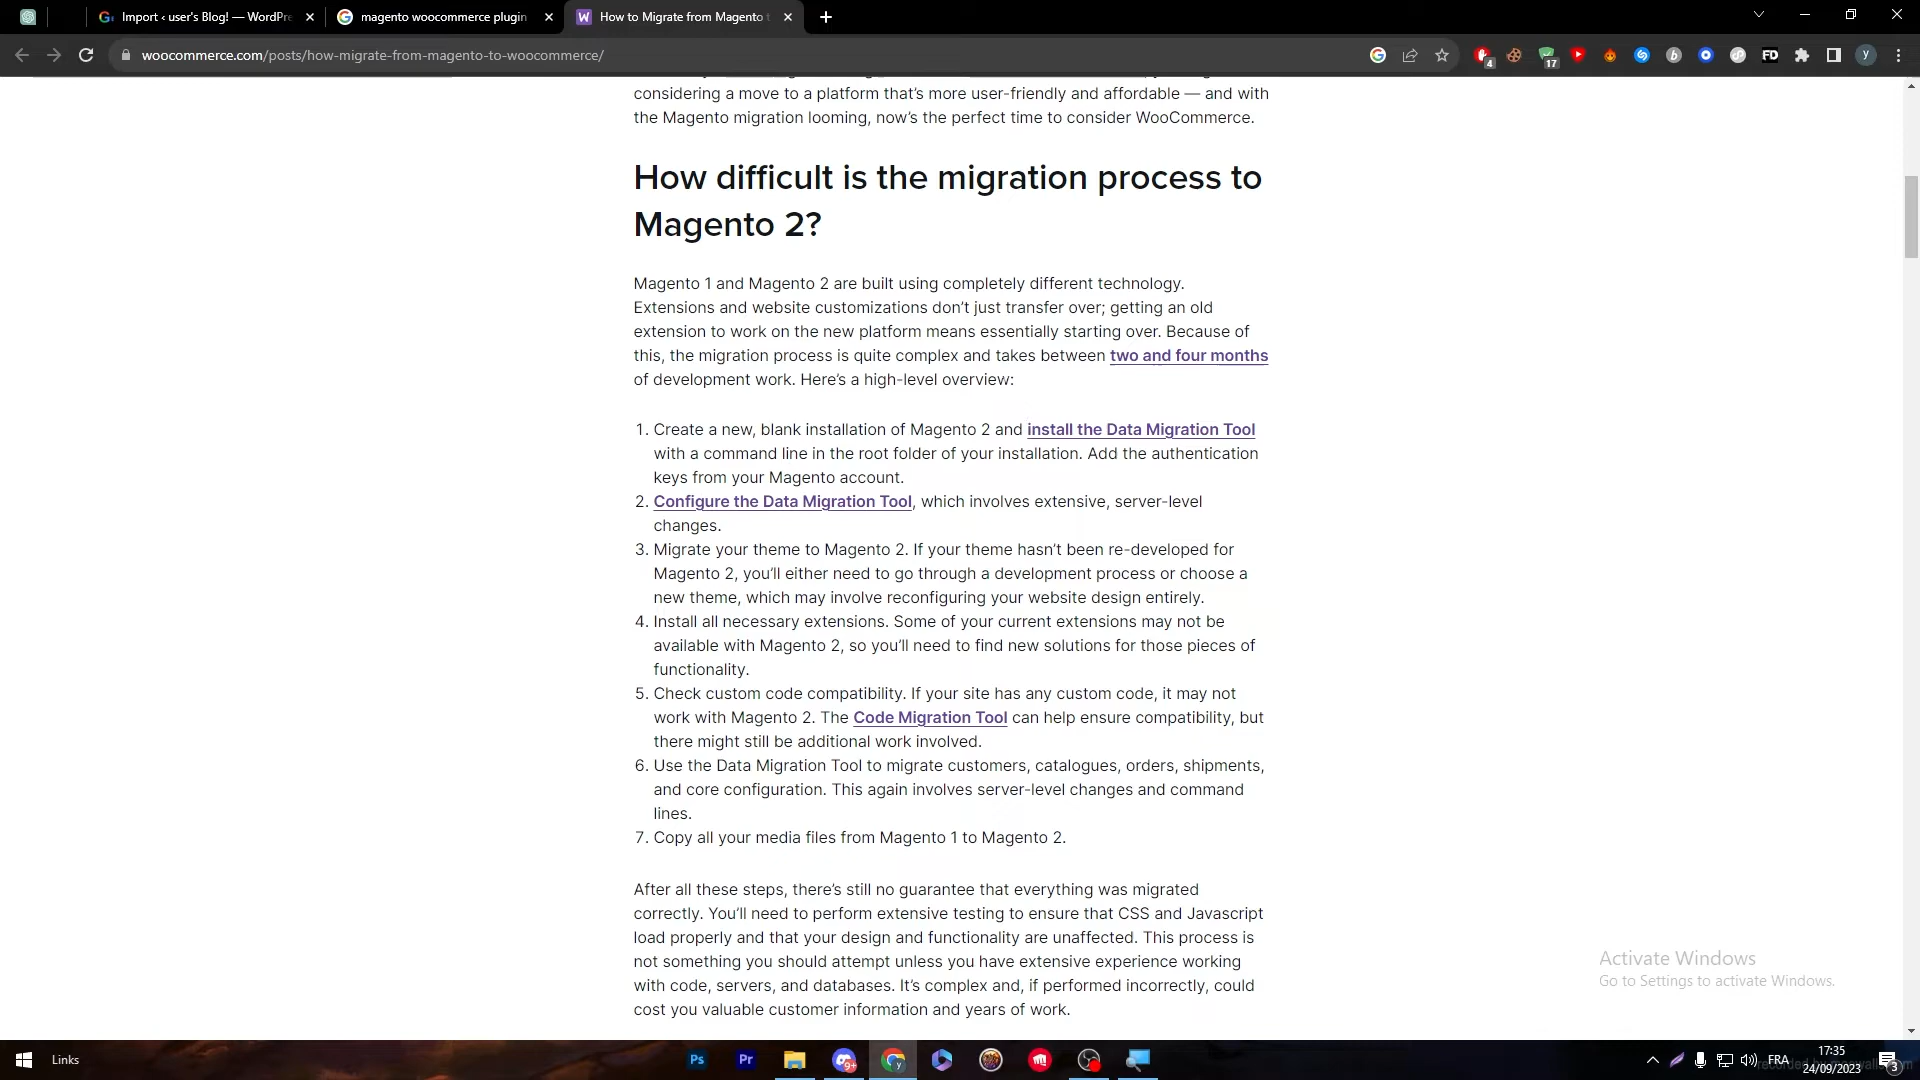 Import ‹ user's Blog! — WordPre
magento woocommerce plugin
How to Migrate from Magento t
woocommerce.com/posts/how-migrate-from-magento-to-woocommerce/
4
17
FD
y
considering a move to a platform that's more user-friendly and affordable — and with
the Magento migration looming, now's the perfect time to consider WooCommerce.
How difficult is the migration process to
Magento 2?
Magento 1 and Magento 2 are built using completely different technology.
Extensions and website customizations don't just transfer over; getting an old
extension to work on the new platform means essentially starting over. Because of
this, the migration process is quite complex and takes between two and four months
of development work. Here's a high-level overview:
1. Create a new, blank installation of Magento 2 and install the Data Migration Tool
with a command line in the root folder of your installation. Add the authentication
keys from your Magento account.
2. Configure the Data Migration Tool, which involves extensive, server-level
changes.
3. Migrate your theme to Magento 2. If your theme hasn't been re-developed for
Magento 2, you'll either need to go through a development process or choose a
new theme, which may involve reconfiguring your website design entirely.
4. Install all necessary extensions. Some of your current extensions may not be
available with Magento 2, so you'll need to find new solutions for those pieces of
functionality.
5. Check custom code compatibility. If your site has any custom code, it may not
work with Magento 2. The Code Migration Tool can help ensure compatibility, but
there might still be additional work involved.
6. Use the Data Migration Tool to migrate customers, catalogues, orders, shipments,
and core configuration. This again involves server-level changes and command
lines.
7. Copy all your media files from Magento 1 to Magento 2.
After all these steps, there's still no guarantee that everything was migrated
correctly. You'll need to perform extensive testing to ensure that CSS and Javascript
load properly and that your design and functionality are unaffected. This process is
not something you should attempt unless you have extensive experience working
with code, servers, and databases. It's complex and, if performed incorrectly, could
cost you valuable customer information and years of work.
Activate Windows
Go to Settings to activate Windows.
Links
Ps
Pr
9+
FRA
17:35
24/09/2023
3